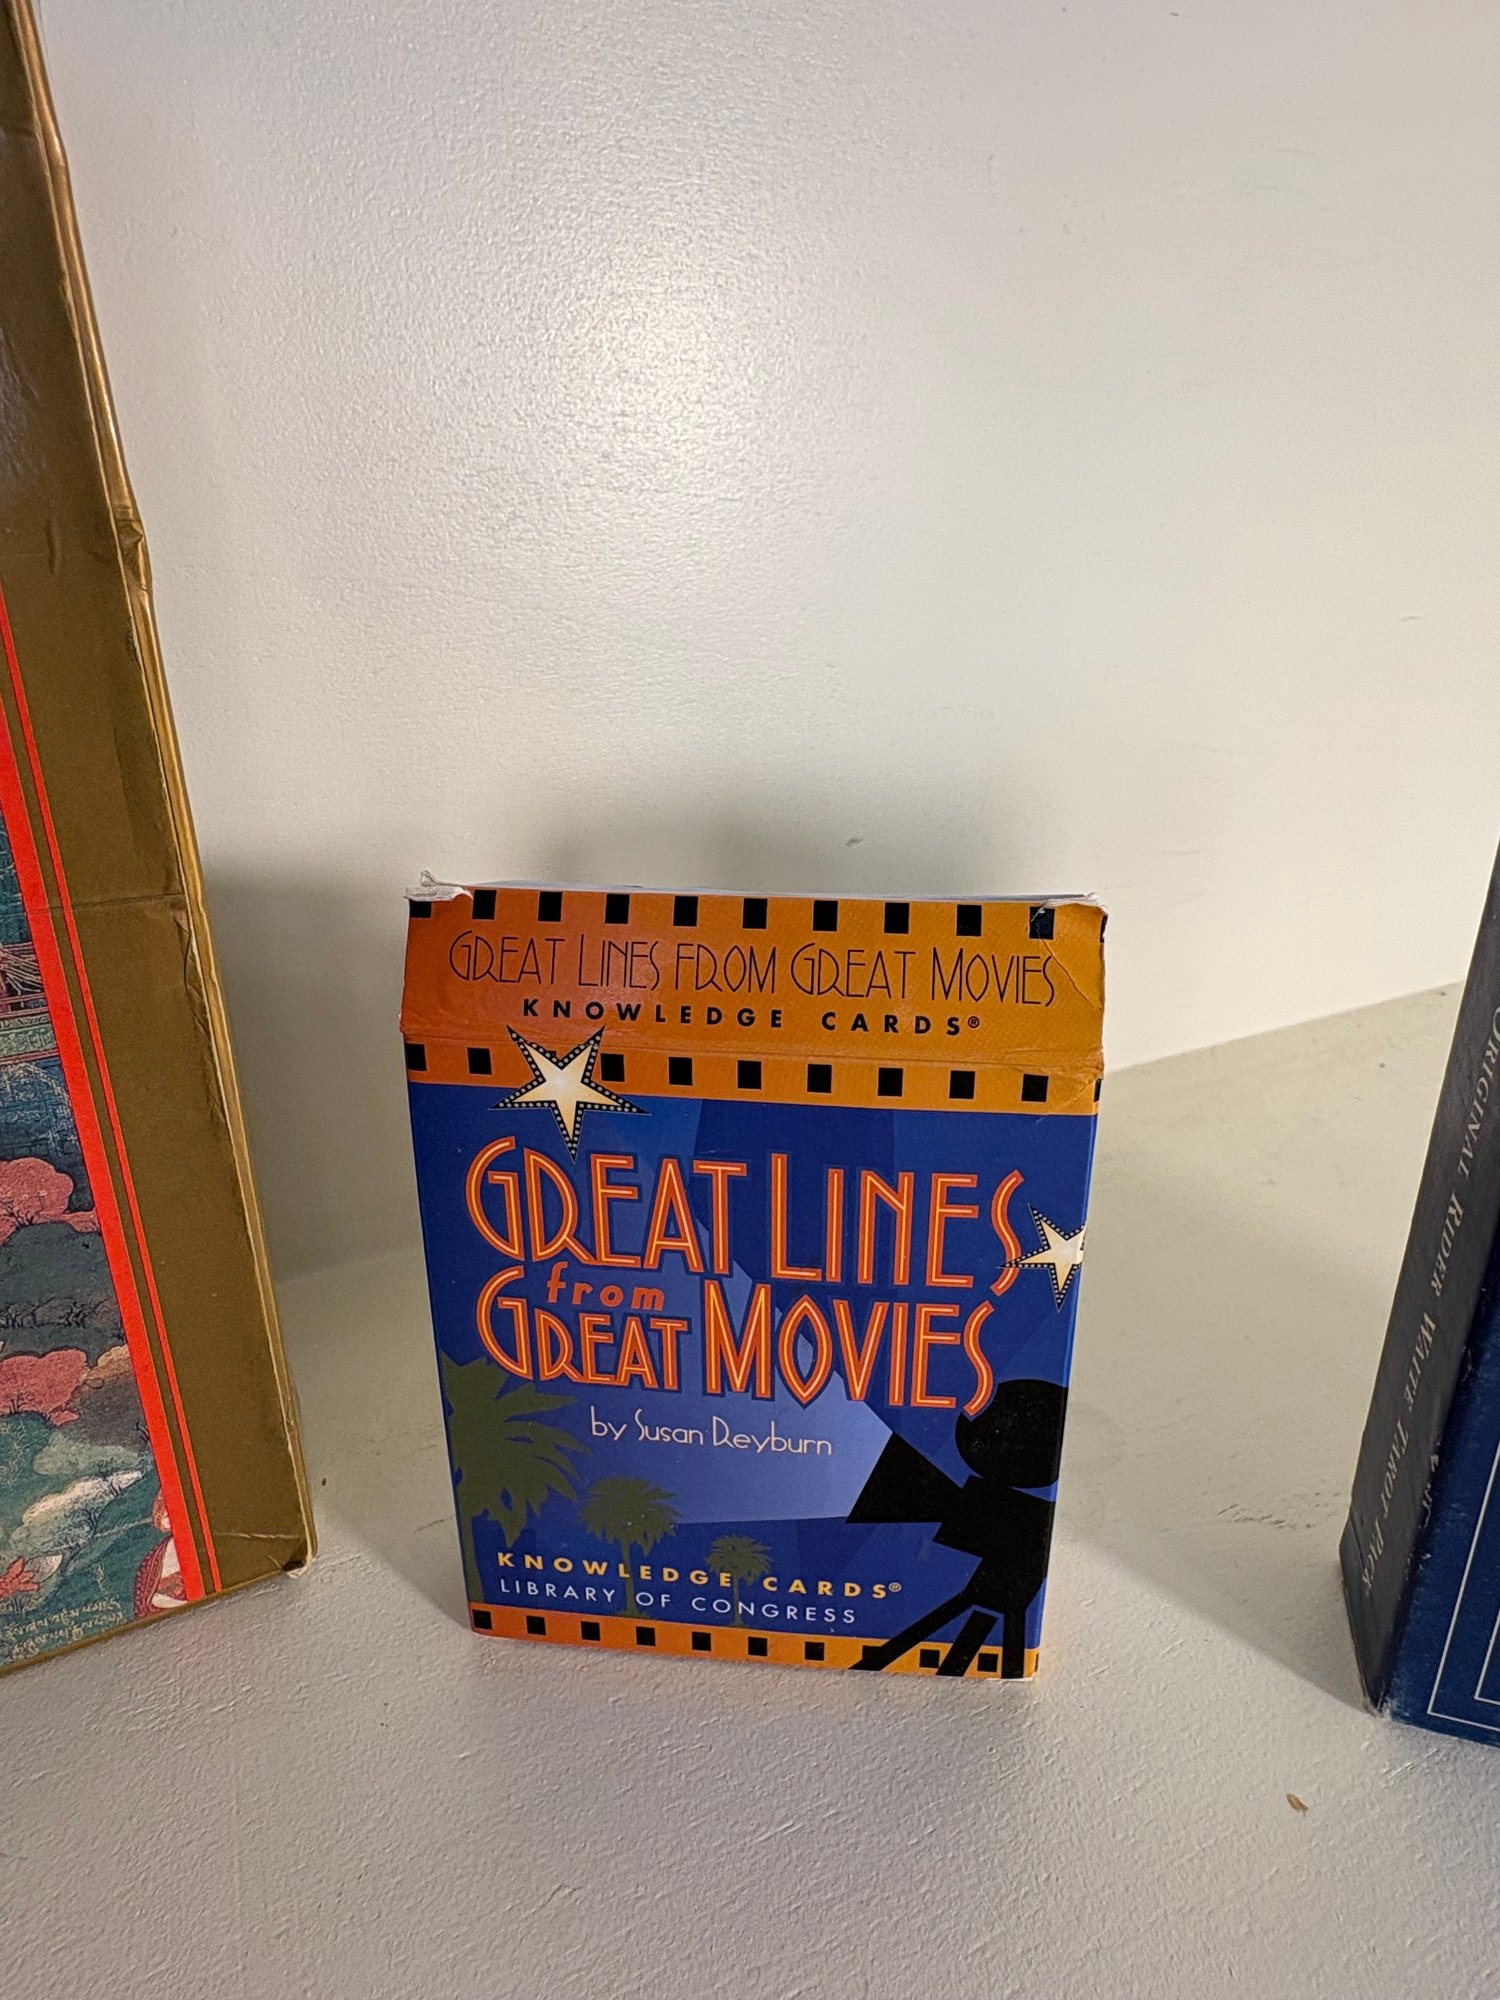 GREAT LINES FROM GREAT MOVIES
KNOWLEDGE CARDS®
GREAT LINES
from
GREAT MOVIES
by Susan Reyburn
KNOWLEDGE CARDS®
LIBRARY OF CONGRESS
ORIGINAL RIDER WAITE TAROT PACK